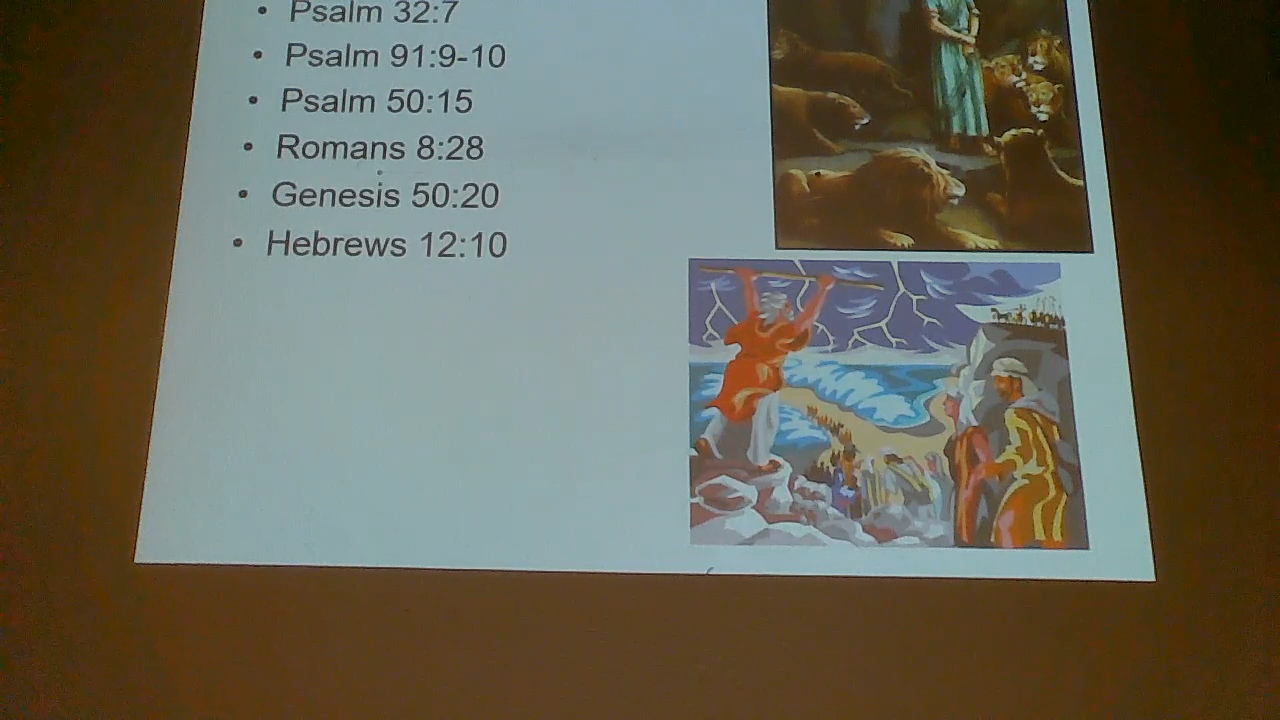 • Psalm 32:7
• Psalm 91:9-10
• Psalm 50:15
• Romans 8:28
• Genesis 50:20
• Hebrews 12:10